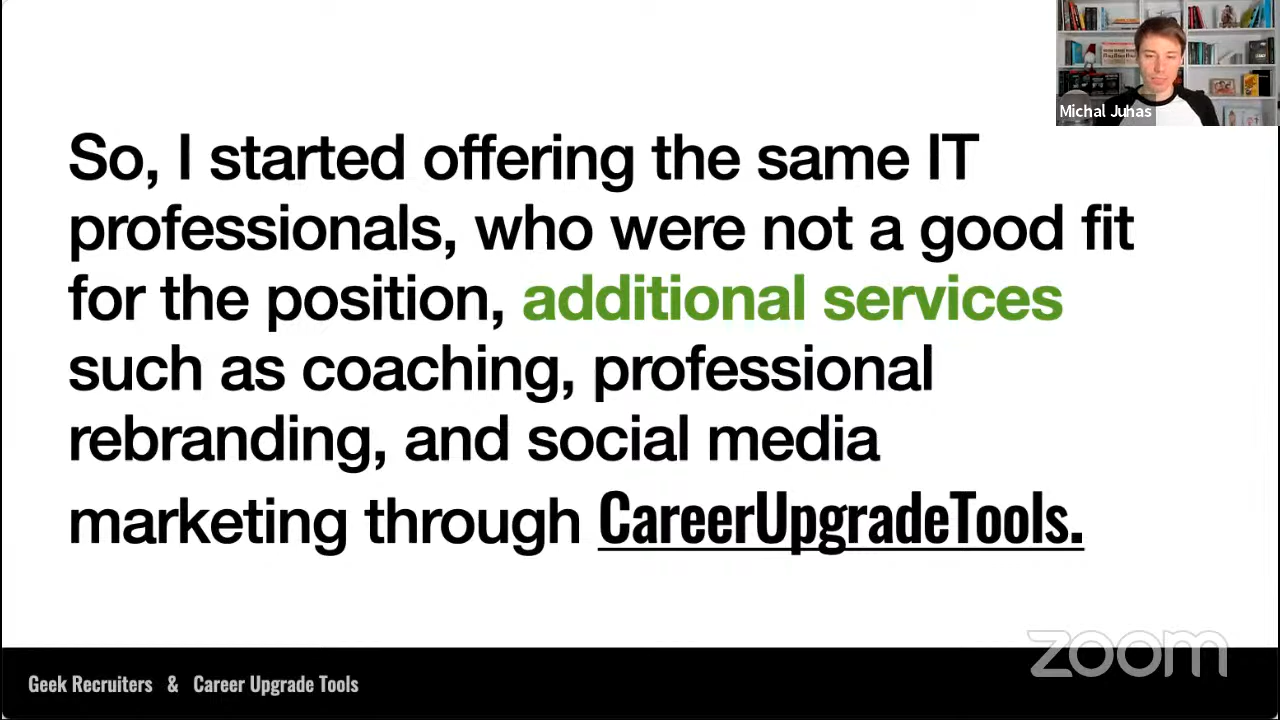 Michal Juhas
So, I started offering the same IT
professionals, who were not a good fit
for the position, additional services
such as coaching, professional
rebranding, and social media
marketing through CareerUpgradeTools.
zoom
Geek Recruiters & Career Upgrade Tools